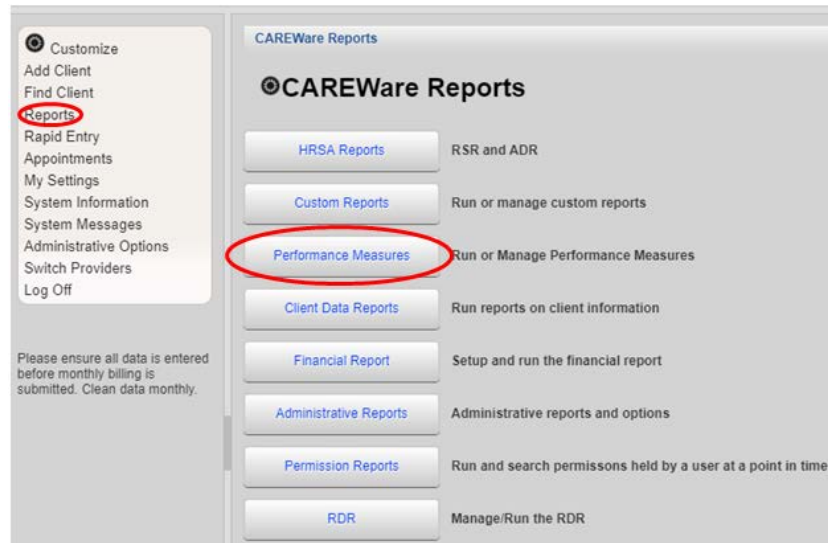 Customize
Add Client
Find Client
Reports
Rapid Entry
Appointments
My Settings
System Information
System Messages
Administrative Options
Switch Providers
Log Off
Please ensure all data is entered
before monthly billing is
submitted. Clean data monthly.
CAREWare Reports
CAREWare Reports
HRSA Reports RSR and ADR
Custom Reports Run or manage custom reports
Performance Measures Run or Manage Performance Measures
Client Data Reports Run reports on client information
Financial Report Setup and run the financial report
Administrative Reports Administrative reports and options
Permission Reports Run and search permissons held by a user at a point in time
RDR Manage/Run the RDR